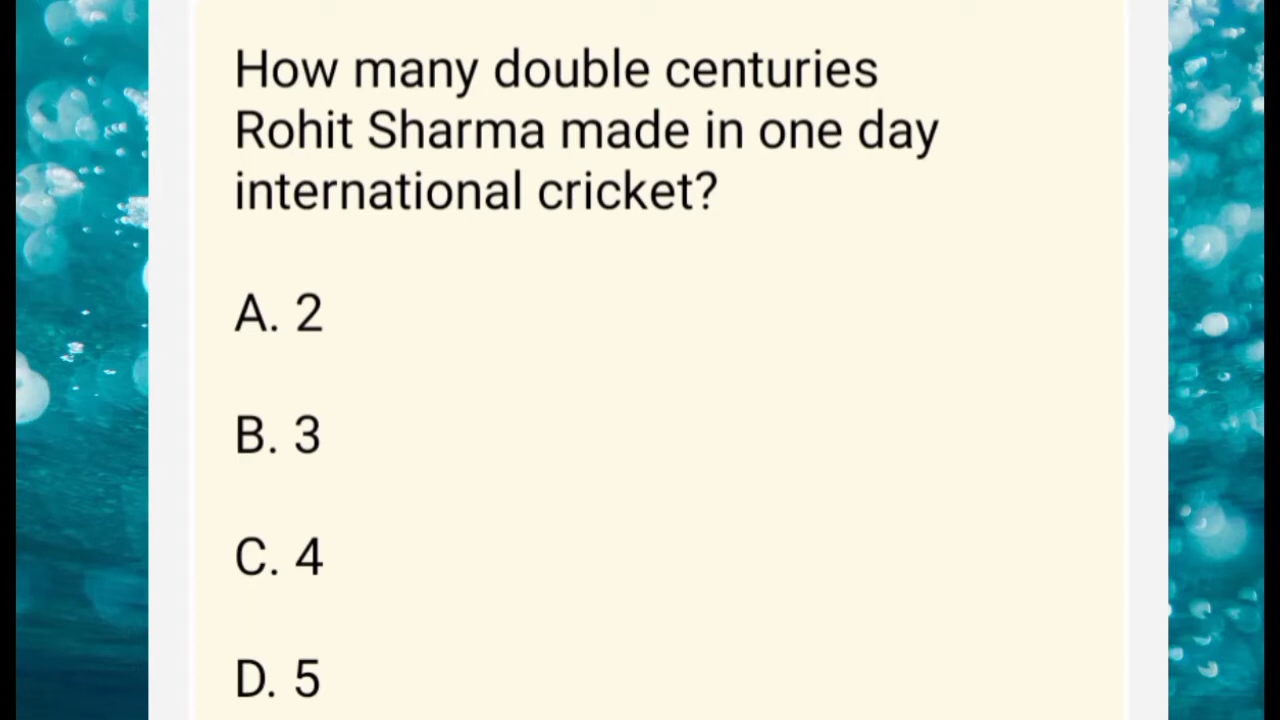 How many double centuries
Rohit Sharma made in one day
international cricket?
A. 2
B. 3
C. 4
D. 5